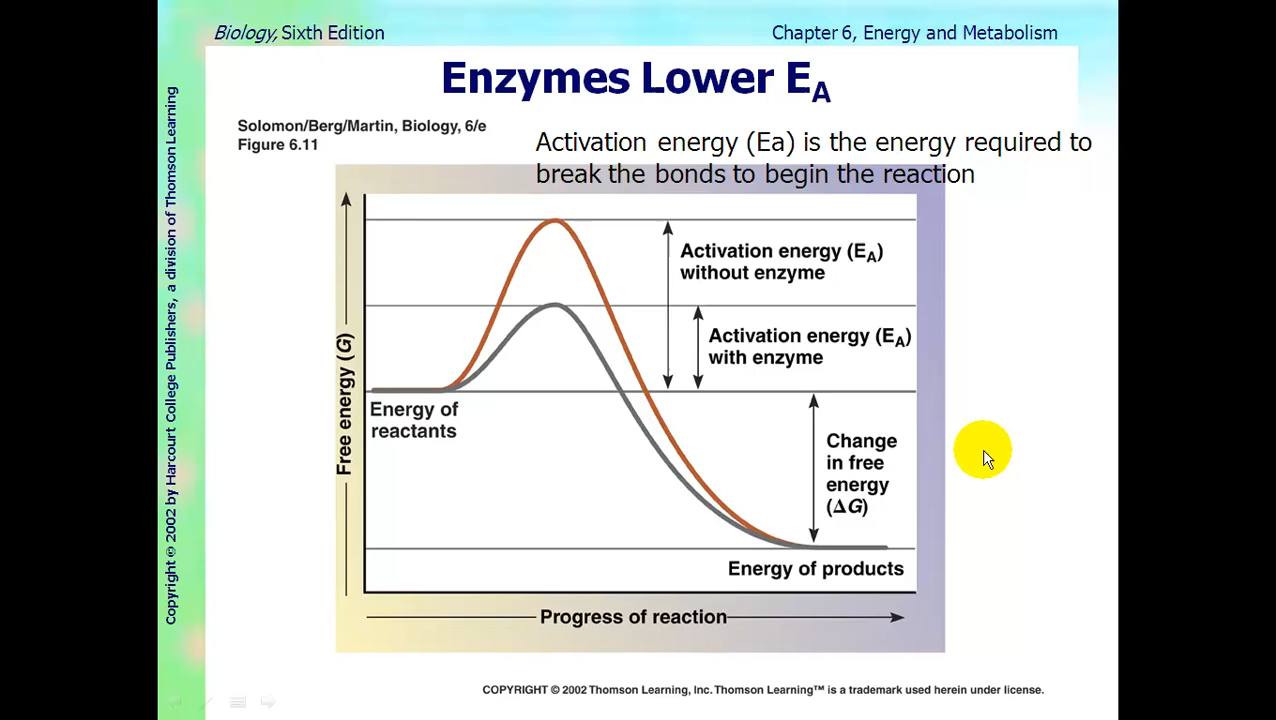 Biology, Sixth Edition
Chapter 6, Energy and Metabolism
Enzymes Lower EA
Solomon/Berg/Martin, Biology, 6/e
Figure 6.11
Activation energy (Ea) is the energy required to
break the bonds to begin the reaction
Activation energy (EA)
without enzyme
Activation energy (EA)
with enzyme
Free energy (G)
Energy of
reactants
Change
in free
energy
(ΔG)
Energy of products
Progress of reaction
Copyright © 2002 by Harcourt College Publishers, a division of Thomson Learning
COPYRIGHT © 2002 Thomson Learning, Inc. Thomson Learning™ is a trademark used herein under license.